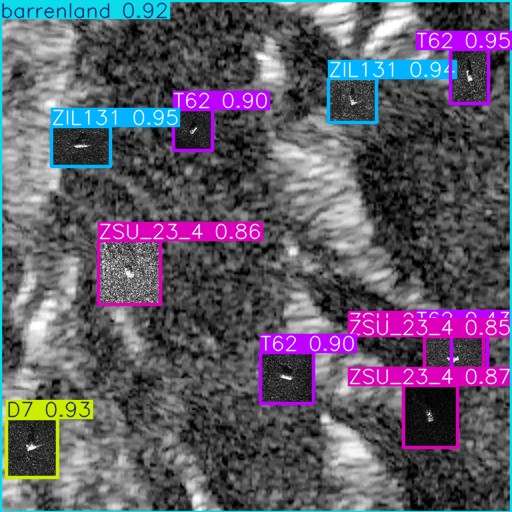 barrenland 0.92
T62 0.95
ZIL131 0.94
T62 0.90
ZIL131 0.95
ZSU_23_4 0.86
ZSU_23_4 0.85
T62 0.90
ZSU_23_4 0.87
D7 0.93